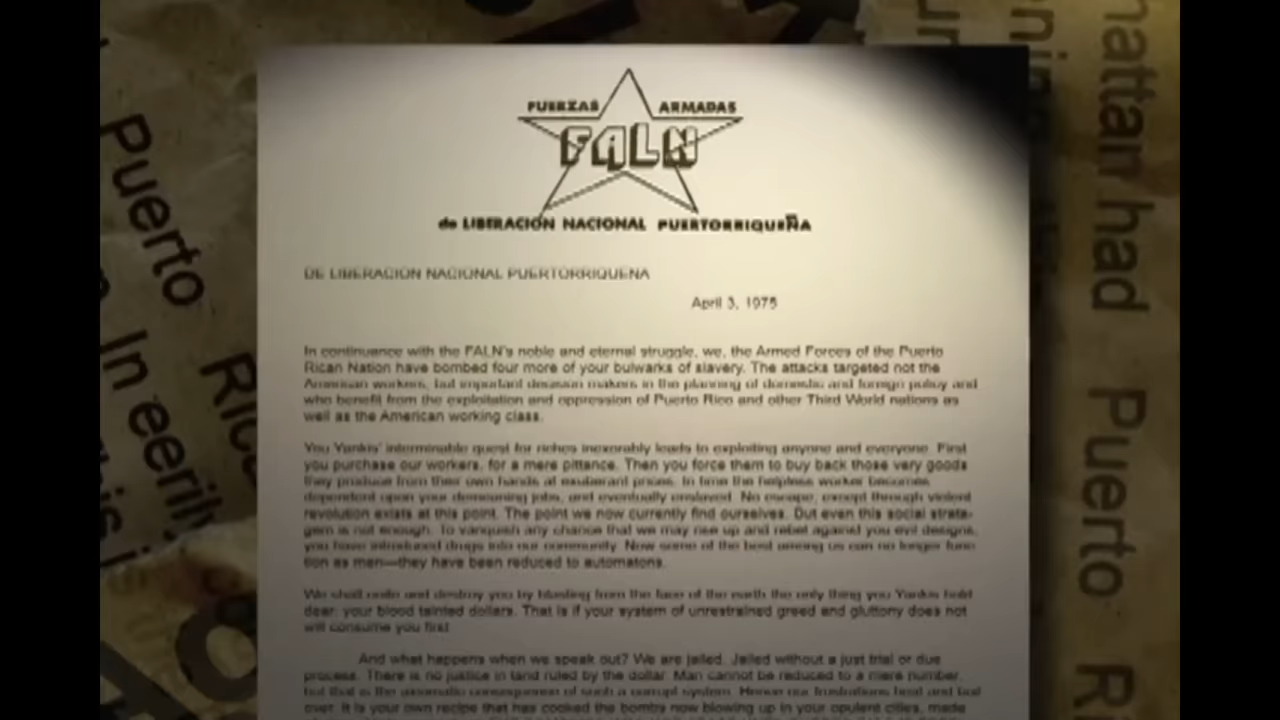 FUERZAS ARMADAS
FALN
de LIBERACIÓN NACIONAL PUERTORRIQUEÑA
DE LIBERACION NACIONAL PUERTORRIQUENA
April 3, 1975
In continuance with the FALN's noble and eternal struggle, we, the Armed Forces of the Puerto
Rican Nation have bombed four more of your bulwarks of slavery. The attacks targeted not the
American workers, but important decision makers in the planning of domestic and foreign policy and
who benefit from the exploitation and oppression of Puerto Rico and other Third World nations as
well as the American working class.
You Yankis' interminable quest for riches inexorably leads to exploiting anyone and everyone. First
you purchase our workers, for a mere pittance. Then you force them to buy back those very goods
they produce from their own hands at exuberant prices. In time the helpless worker becomes
dependent upon your demeaning jobs, and eventually enslaved. No escape, except through violent
revolution exists at this point. The point we now currently find ourselves. But even this social strata-
gem is not enough. To vanquish any chance that we may rise up and rebel against you evil designs,
you have introduced drugs into our community. Now some of the best among us can no longer func-
tion as men—they have been reduced to automatons.
We shall unite and destroy you by blasting from the face of the earth the only thing you Yankis hold
dear: your blood tainted dollars. That is if your system of unrestrained greed and gluttony does not
will consume you first
And what happens when we speak out? We are jailed. Jailed without a just trial or due
process. There is no justice in land ruled by the dollar. Man cannot be reduced to a mere number,
but that is the axiomatic consequence of such a corrupt system. Hence our frustrations heat and boil
over. It is your own recipe that has cooked the bombs now blowing up in your opulent cities, made
Puerto
Rico
In eerily
this i
attan had
Puerto